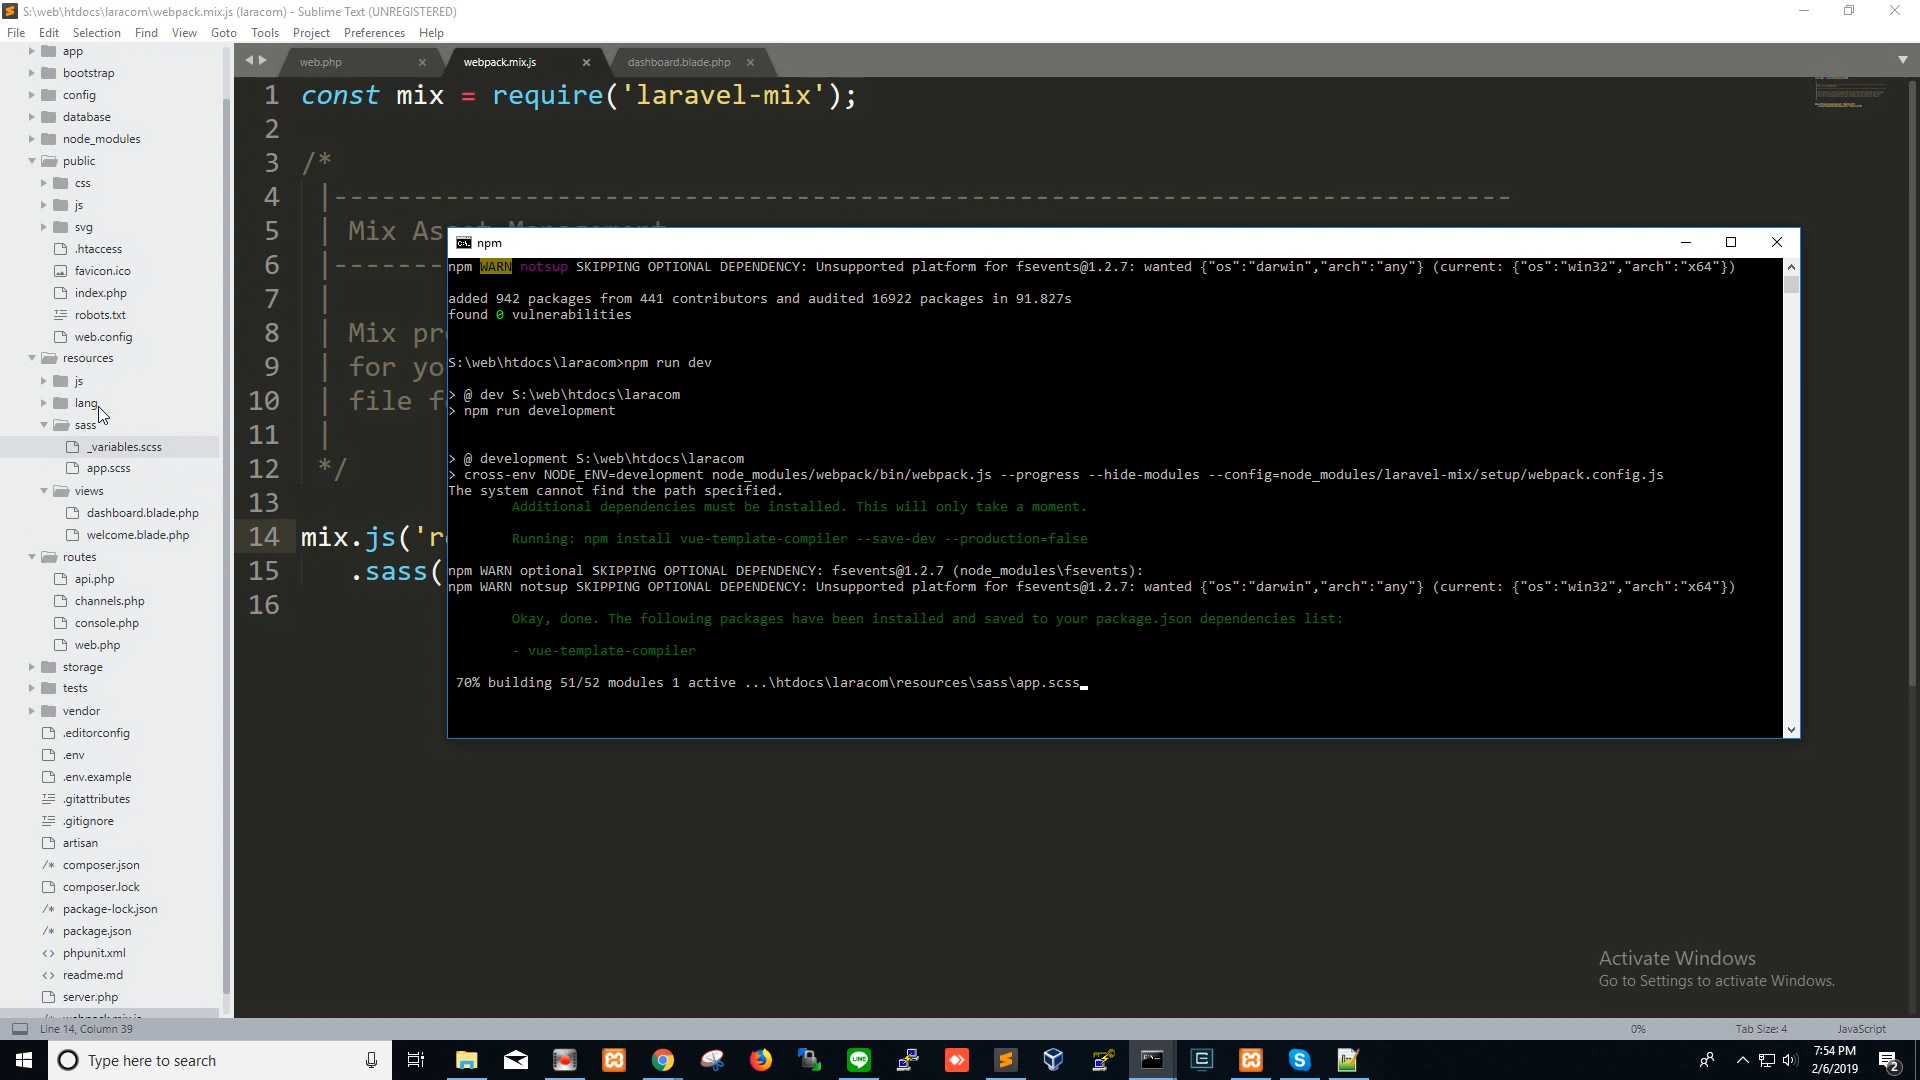 S:\web\htdocs\laracom\webpack.mix.js (laracom) - Sublime Text (UNREGISTERED)
File Edit Selection Find View Goto Tools Project Preferences Help
app
bootstrap
config
database
node_modules
public
css
js
svg
.htaccess
favicon.ico
index.php
robots.txt
web.config
resources
js
lang
sass
_variables.scss
app.scss
views
dashboard.blade.php
welcome.blade.php
routes
api.php
channels.php
console.php
web.php
storage
tests
vendor
.editorconfig
.env
.env.example
.gitattributes
.gitignore
artisan
composer.json
composer.lock
package-lock.json
package.json
phpunit.xml
readme.md
server.php
webpack.mix.js
web.php webpack.mix.js dashboard.blade.php
1 const mix = require('laravel-mix');
2
3 /*
4 |--------------------------------------------------------------------------
5 | Mix Asset Management
6 |--------
7 |
8 | Mix pr
9 | for yo
10 | file f
11 |
12 */
13
14 mix.js('r
15 .sass(
16
npm
npm WARN notsup SKIPPING OPTIONAL DEPENDENCY: Unsupported platform for fsevents@1.2.7: wanted {"os":"darwin","arch":"any"} (current: {"os":"win32","arch":"x64"})
added 942 packages from 441 contributors and audited 16922 packages in 91.827s
found 0 vulnerabilities
S:\web\htdocs\laracom>npm run dev
> @ dev S:\web\htdocs\laracom
> npm run development
> @ development S:\web\htdocs\laracom
> cross-env NODE_ENV=development node_modules/webpack/bin/webpack.js --progress --hide-modules --config=node_modules/laravel-mix/setup/webpack.config.js
The system cannot find the path specified.
Additional dependencies must be installed. This will only take a moment.
Running: npm install vue-template-compiler --save-dev --production=false
npm WARN optional SKIPPING OPTIONAL DEPENDENCY: fsevents@1.2.7 (node_modules\fsevents):
npm WARN notsup SKIPPING OPTIONAL DEPENDENCY: Unsupported platform for fsevents@1.2.7: wanted {"os":"darwin","arch":"any"} (current: {"os":"win32","arch":"x64"})
Okay, done. The following packages have been installed and saved to your package.json dependencies list:
- vue-template-compiler
70% building 51/52 modules 1 active ...\htdocs\laracom\resources\sass\app.scss
Activate Windows
Go to Settings to activate Windows.
Line 14, Column 39 0% Tab Size: 4 JavaScript
Type here to search
7:54 PM
2/6/2019
2